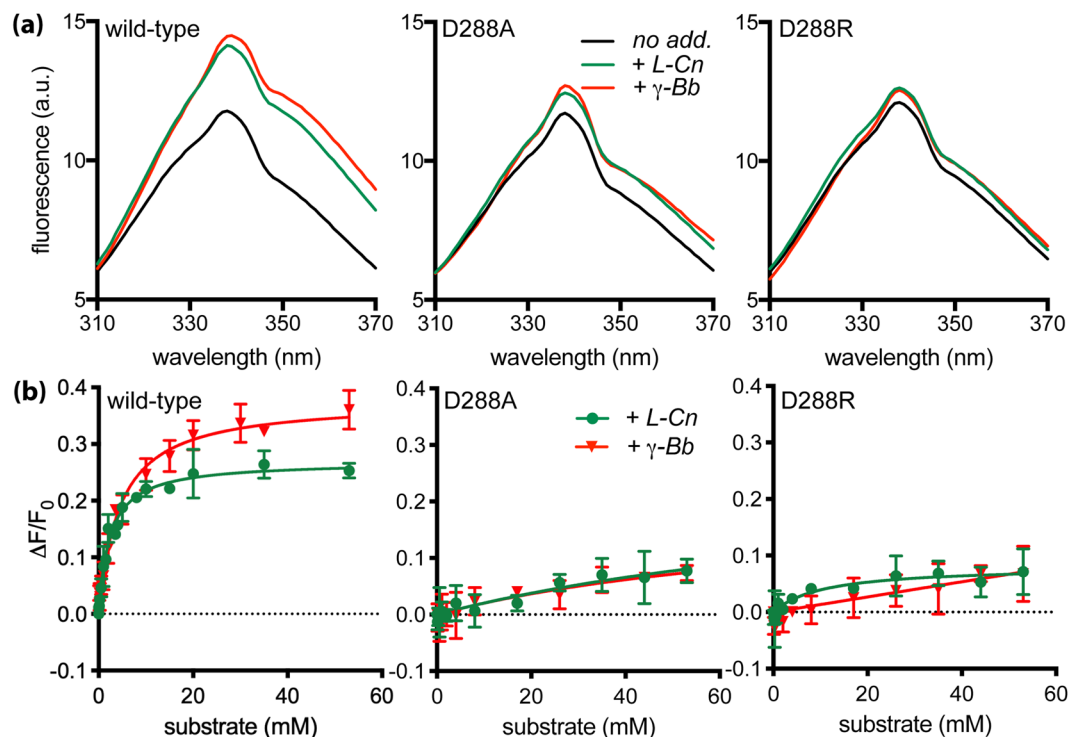 (a)
wild-type
D288A
D288R
no add.
+ L-Cn
+ γ-Bb
fluorescence (a.u.)
15
10
5
310 330 350 370
wavelength (nm)
15
10
5
310 330 350 370
wavelength (nm)
15
10
5
310 330 350 370
wavelength (nm)
(b)
wild-type
D288A
D288R
+ L-Cn
+ γ-Bb
ΔF/F0
0.4
0.3
0.2
0.1
0.0
-0.1
0 20 40 60
substrate (mM)
0.4
0.3
0.2
0.1
0.0
-0.1
0 20 40 60
substrate (mM)
0.4
0.3
0.2
0.1
0.0
-0.1
0 20 40 60
substrate (mM)